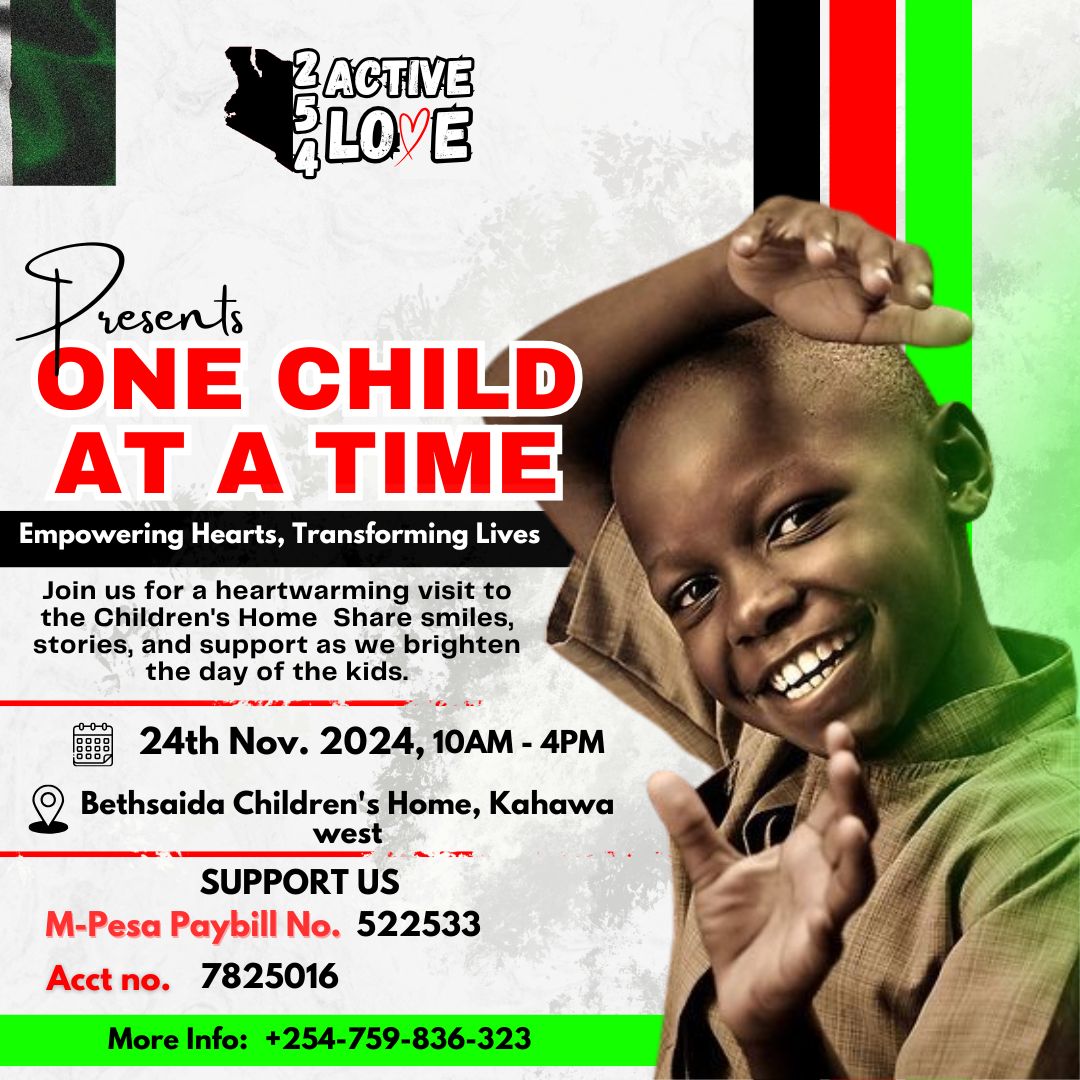 254
ACTIVE
LOVE
Presents
ONE CHILD
AT A TIME
Empowering Hearts, Transforming Lives
Join us for a heartwarming visit to
the Children's Home Share smiles,
stories, and support as we brighten
the day of the kids.
24th Nov. 2024, 10AM - 4PM
Bethsaida Children's Home, Kahawa
west
SUPPORT US
M-Pesa Paybill No. 522533
Acct no. 7825016
More Info: +254-759-836-323